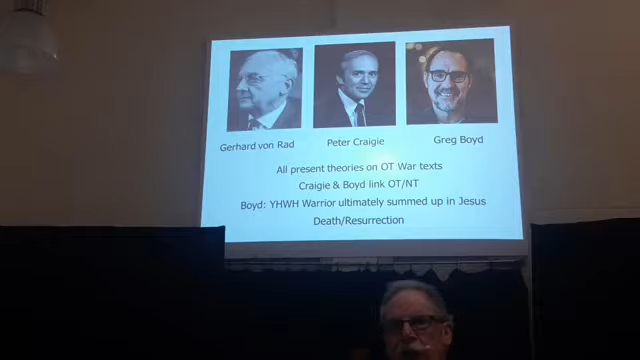 Gerhard von Rad
Peter Craigie
Greg Boyd
All present theories on OT War texts
Craigie & Boyd link OT/NT
Boyd: YHWH Warrior ultimately summed up in Jesus
Death/Resurrection